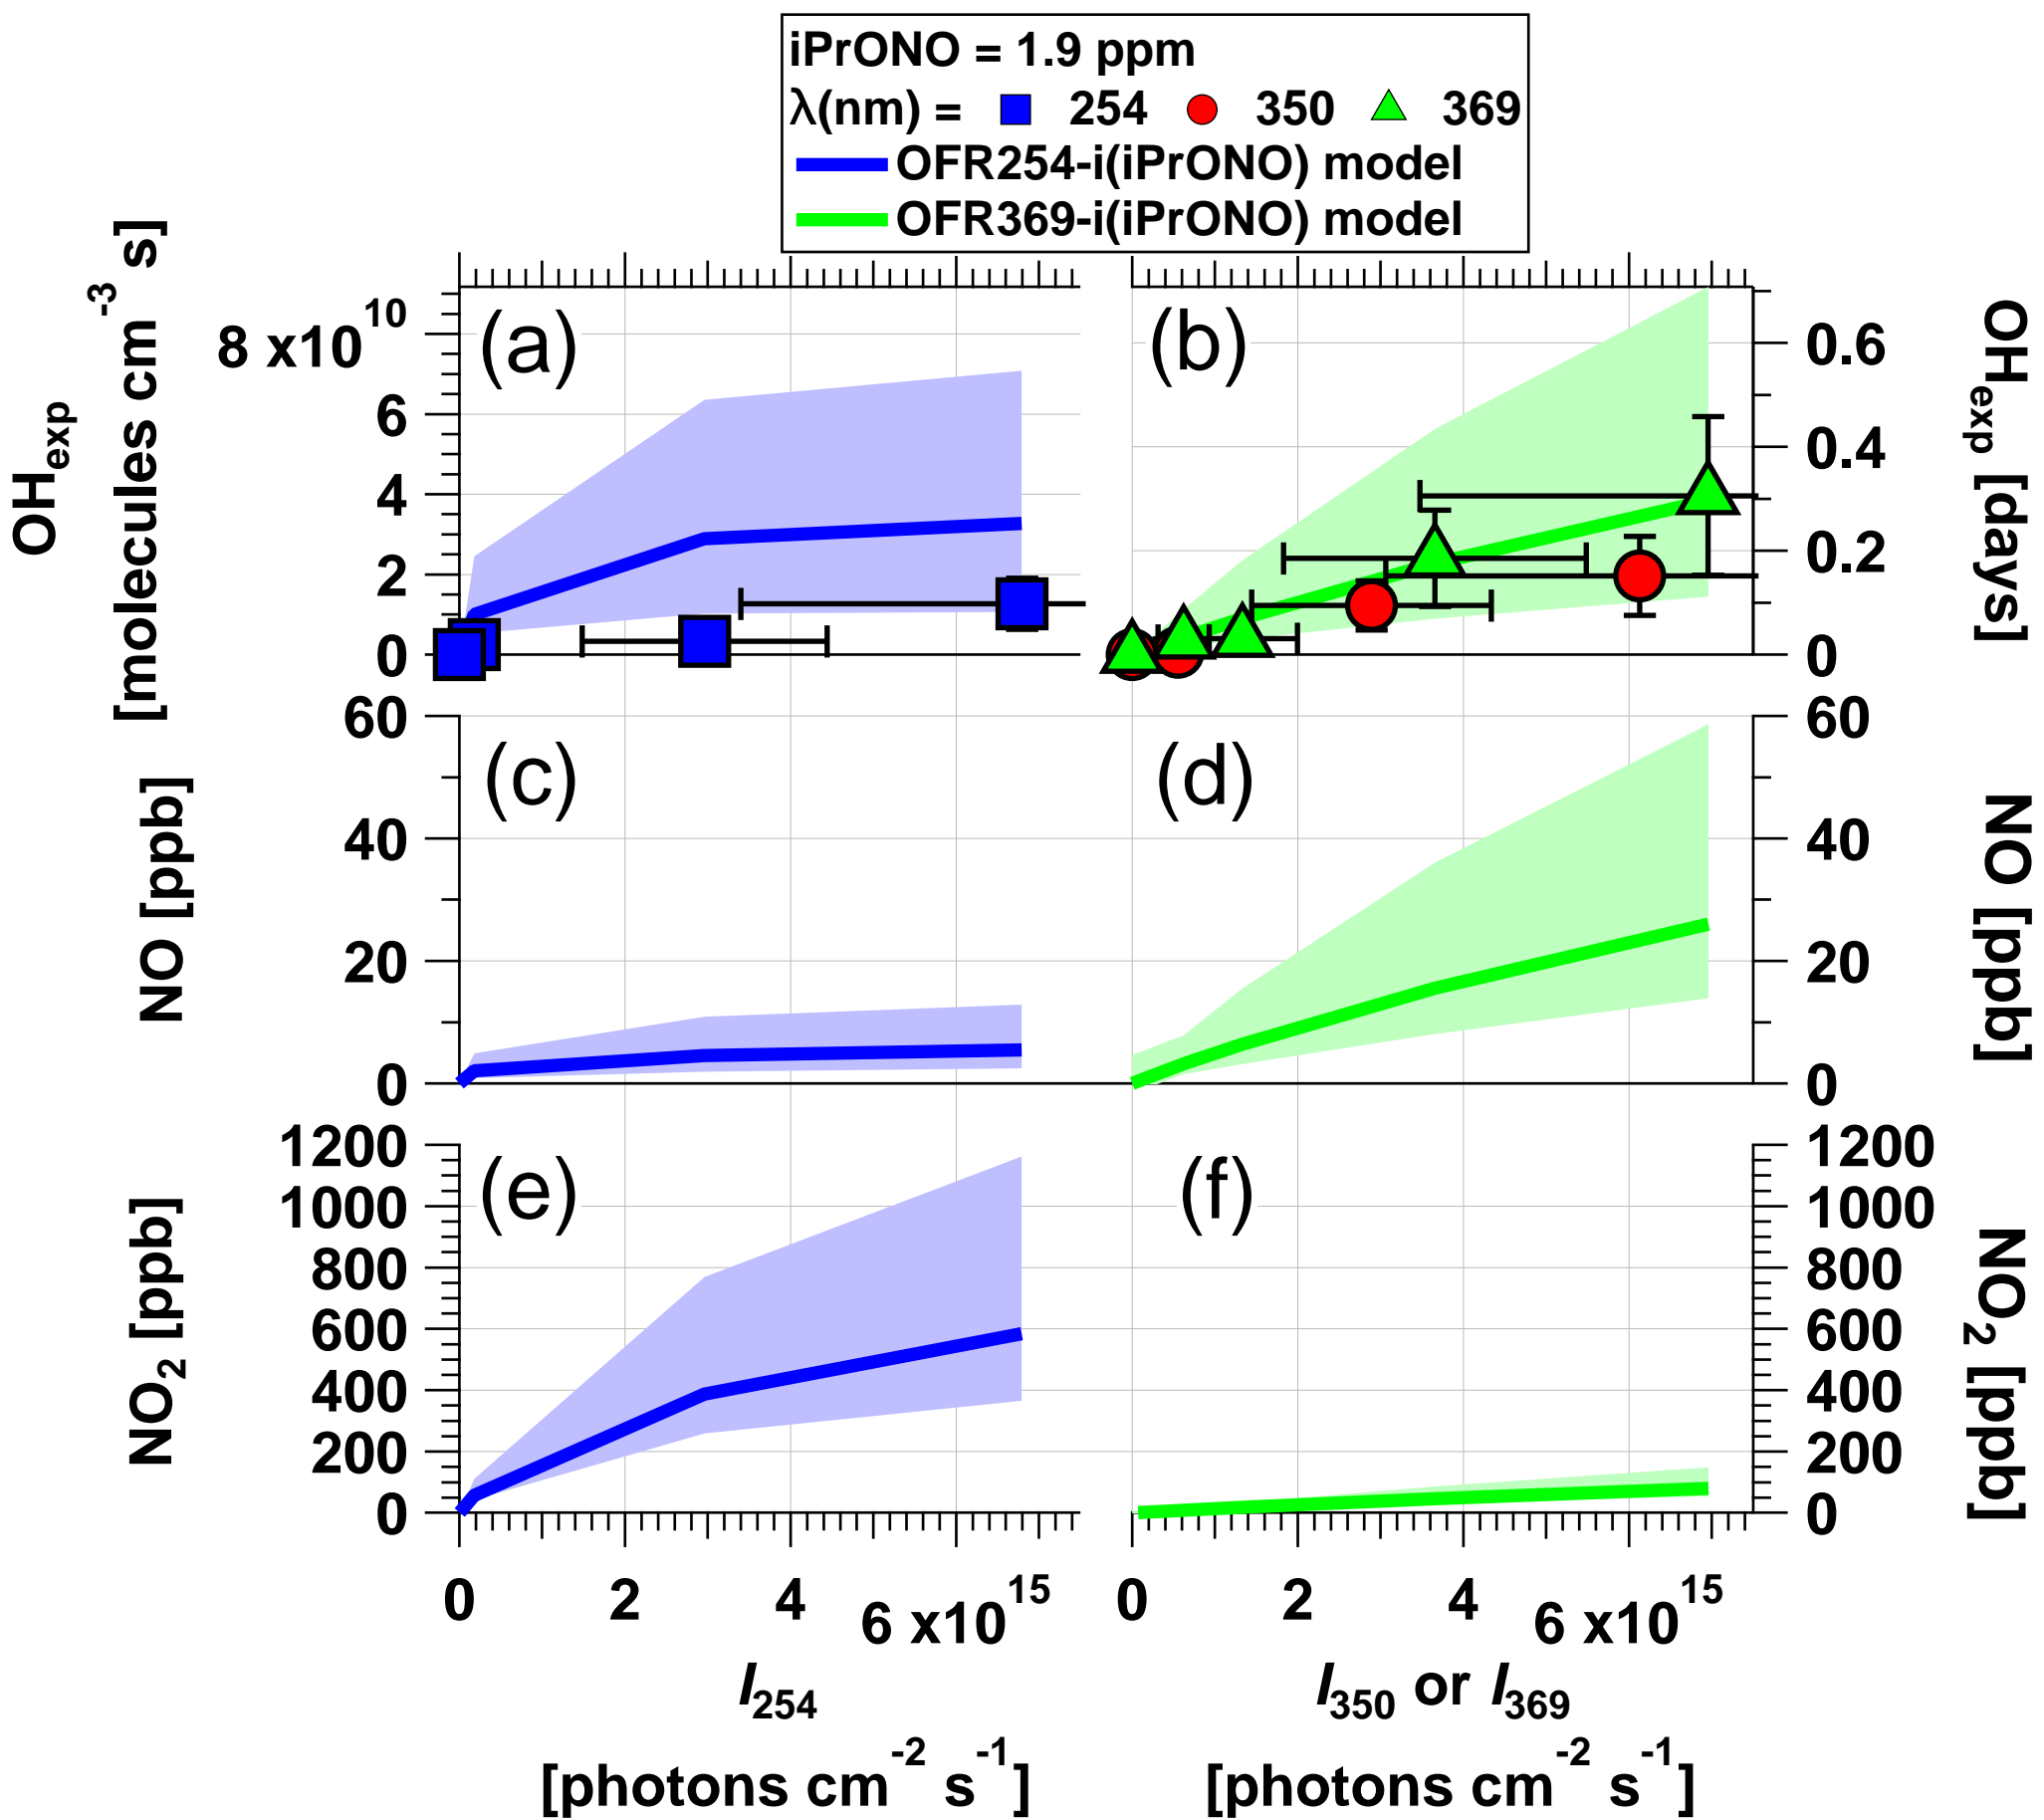 iPrONO = 1.9 ppm
λ(nm) = 254 350 369
OFR254-i(iPrONO) model
OFR369-i(iPrONO) model
OHexp
[molecules cm-3 s]
8 x10 10
6
4
2
0
(a)
(b)
0.6
0.4
0.2
0
OHexp [days]
NO [ppb]
60
40
20
0
(c)
(d)
60
40
20
0
NO [ppb]
NO2 [ppb]
1200
1000
800
600
400
200
0
(e)
(f)
1200
1000
800
600
400
200
0
NO2 [ppb]
0 2 4 6 x10 15
0 2 4 6 x10 15
I254
[photons cm-2 s-1]
I350 or I369
[photons cm-2 s-1]